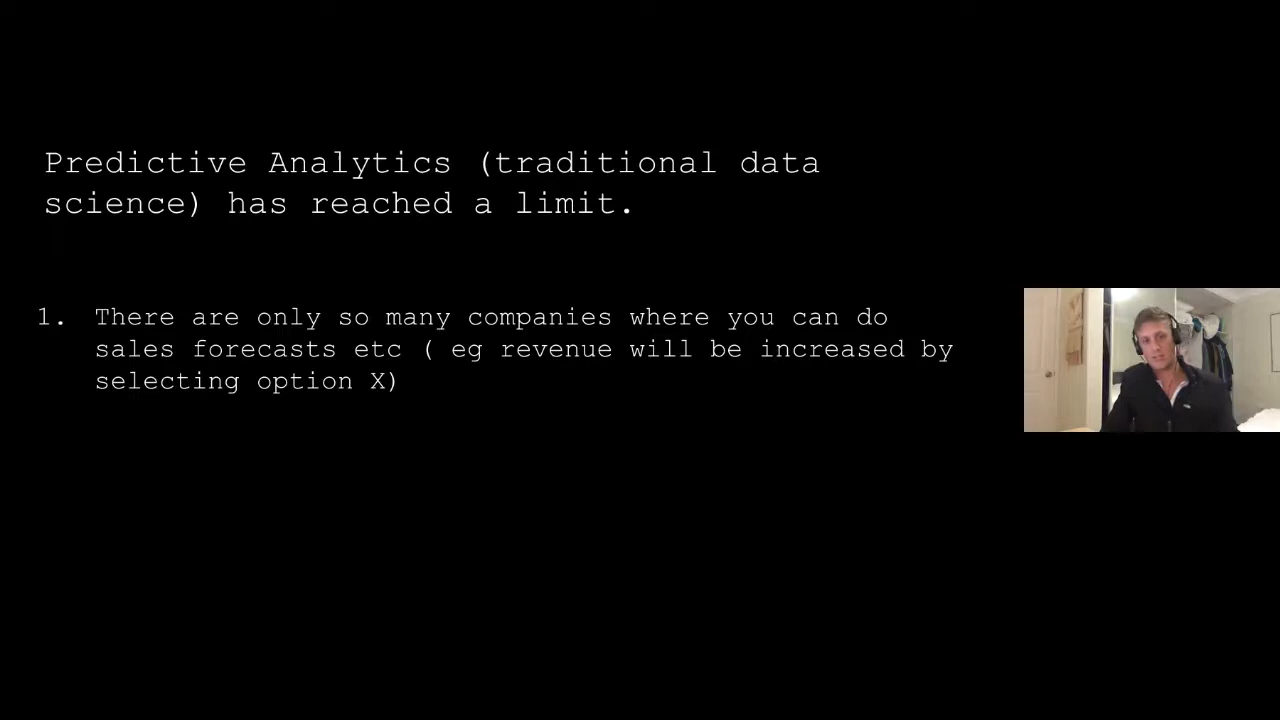 Predictive Analytics (traditional data
science) has reached a limit.
1. There are only so many companies where you can do
sales forecasts etc ( eg revenue will be increased by
selecting option X)